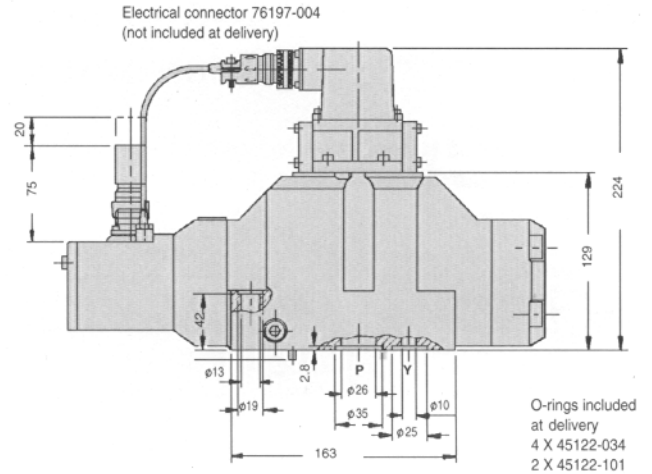 Electrical connector 76197-004
(not included at delivery)
20
75
224
129
42
2.8
P
Y
ø13
ø26
ø10
ø19
ø35
ø25
163
O-rings included
at delivery
4 X 45122-034
2 X 45122-101